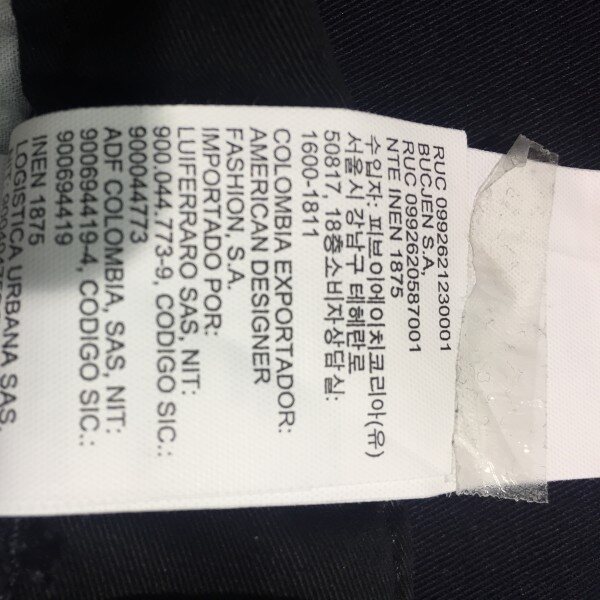 RUC 0992621230001
BUCJEN S.A,
RUC 0992620587001
NTE INEN 1875
수입자: 피브이에이치코리아(유)
서울시 강남구 테헤란로
50817, 18층소비자상담실:
1600-1811
COLOMBIA EXPORTADOR:
AMERICAN DESIGNER
FASHION, S.A.
IMPORTADO POR:
LUIFERRARO SAS, NIT:
900.044.773-9, CODIGO SIC.:
900044773
ADF COLOMBIA, SAS, NIT:
900694419-4, CODIGO SIC.:
900694419
INEN 1875
LOGISTICA URBANA SAS,